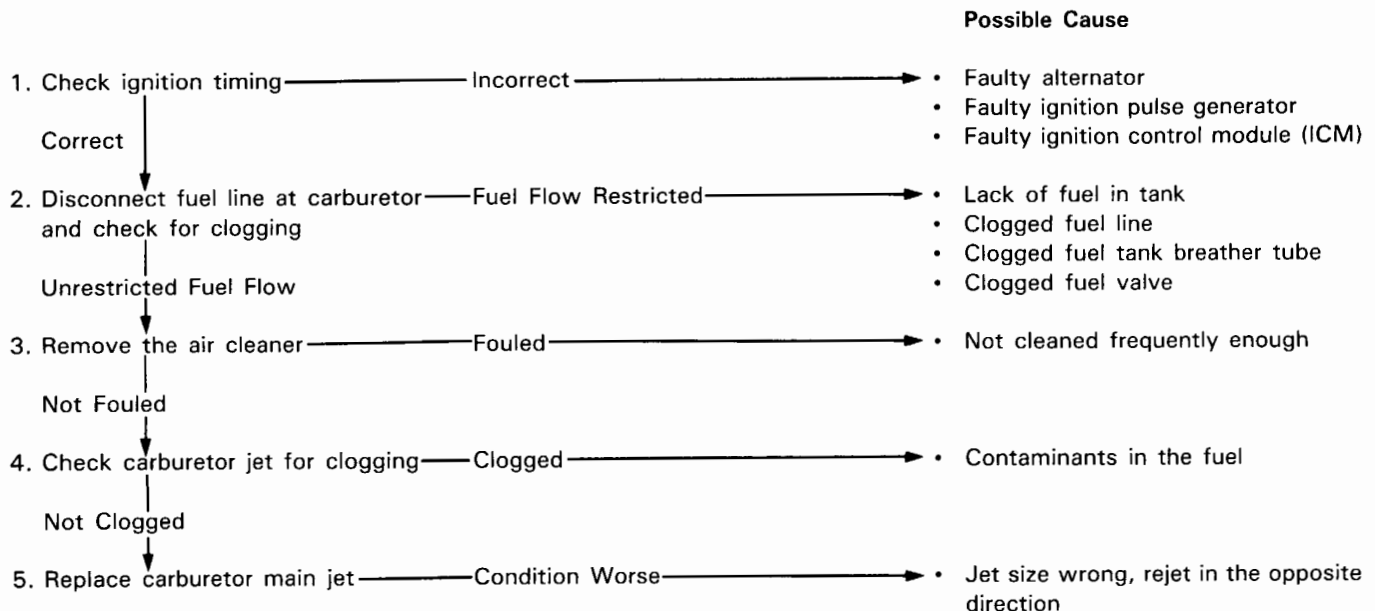 Possible Cause
1. Check ignition timing Incorrect • Faulty alternator
• Faulty ignition pulse generator
Correct • Faulty ignition control module (ICM)
2. Disconnect fuel line at carburetor Fuel Flow Restricted • Lack of fuel in tank
and check for clogging • Clogged fuel line
• Clogged fuel tank breather tube
Unrestricted Fuel Flow • Clogged fuel valve
3. Remove the air cleaner Fouled • Not cleaned frequently enough
Not Fouled
4. Check carburetor jet for clogging Clogged • Contaminants in the fuel
Not Clogged
5. Replace carburetor main jet Condition Worse • Jet size wrong, rejet in the opposite
direction